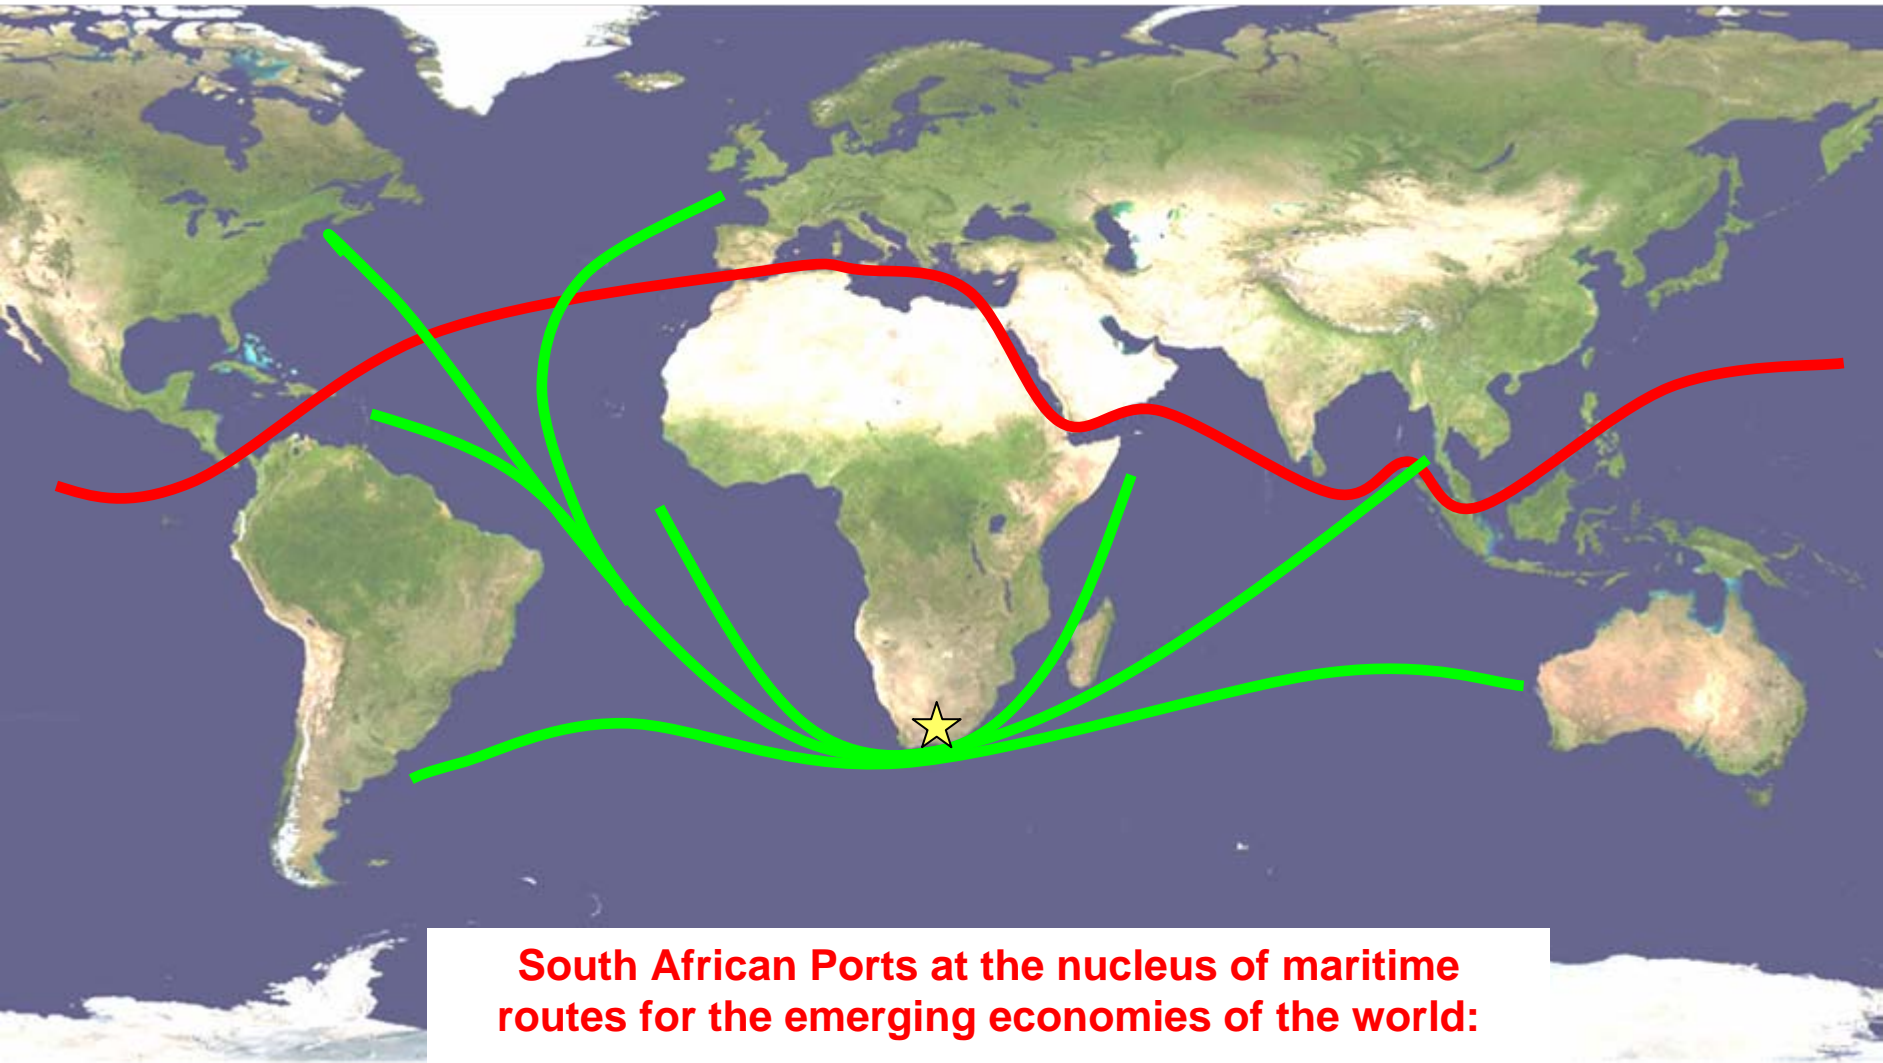 South African Ports at the nucleus of maritime
routes for the emerging economies of the world: